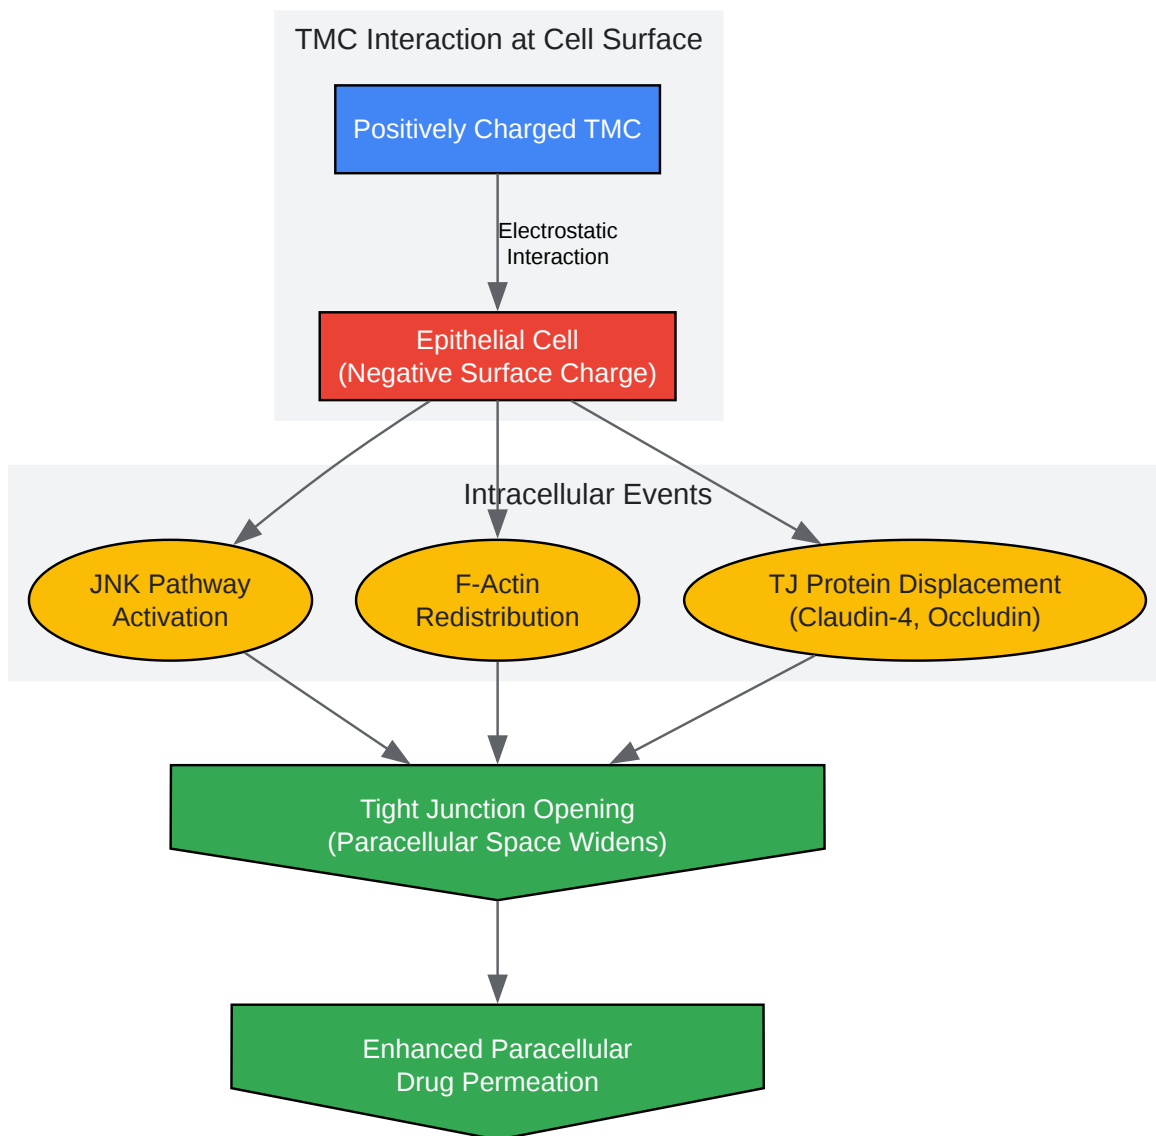 TMC Interaction at Cell Surface
Positively Charged TMC
Electrostatic
Interaction
Epithelial Cell
(Negative Surface Charge)
Intracellular Events
JNK Pathway
Activation
F-Actin
Redistribution
TJ Protein Displacement
(Claudin-4, Occludin)
Tight Junction Opening
(Paracellular Space Widens)
Enhanced Paracellular
Drug Permeation